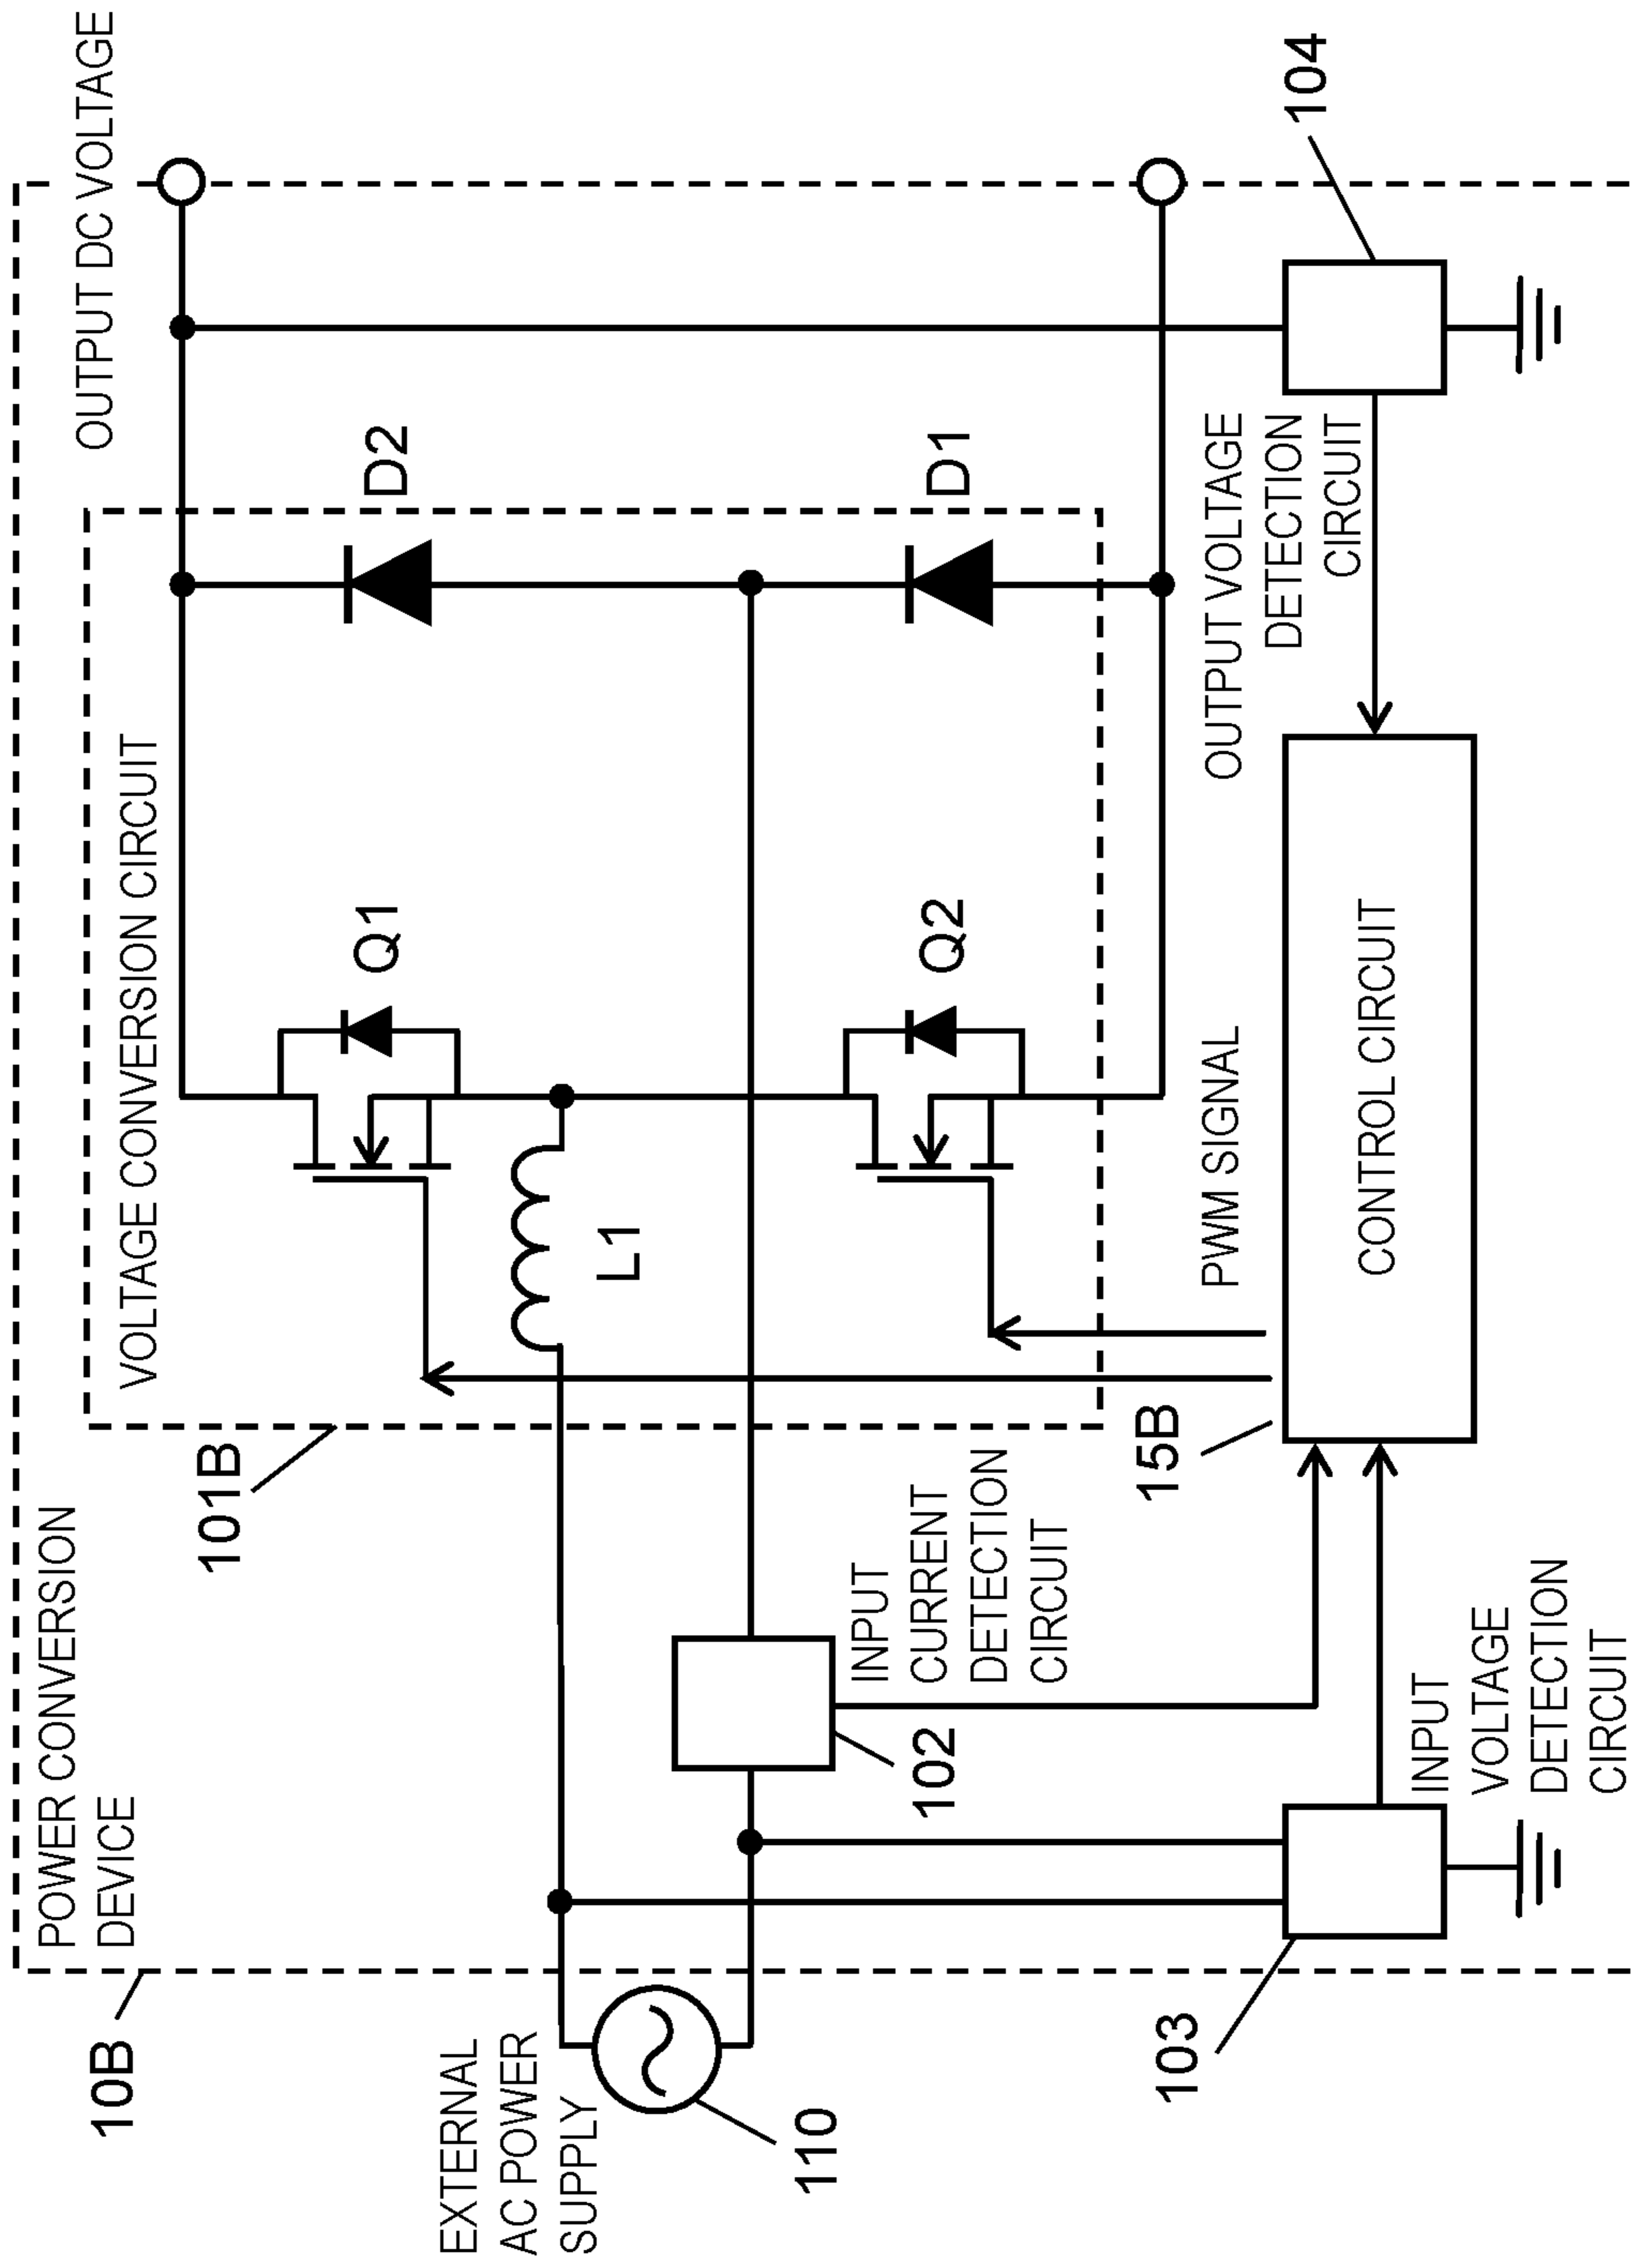 10B
POWER CONVERSION
DEVICE
OUTPUT DC VOLTAGE
101B
VOLTAGE CONVERSION CIRCUIT
Q1
D2
EXTERNAL
AC POWER
SUPPLY
110
L1
102
INPUT
CURRENT
DETECTION
CIRCUIT
Q2
D1
103
15B
PWM SIGNAL
OUTPUT VOLTAGE
DETECTION
CIRCUIT
104
CONTROL CIRCUIT
INPUT
VOLTAGE
DETECTION
CIRCUIT